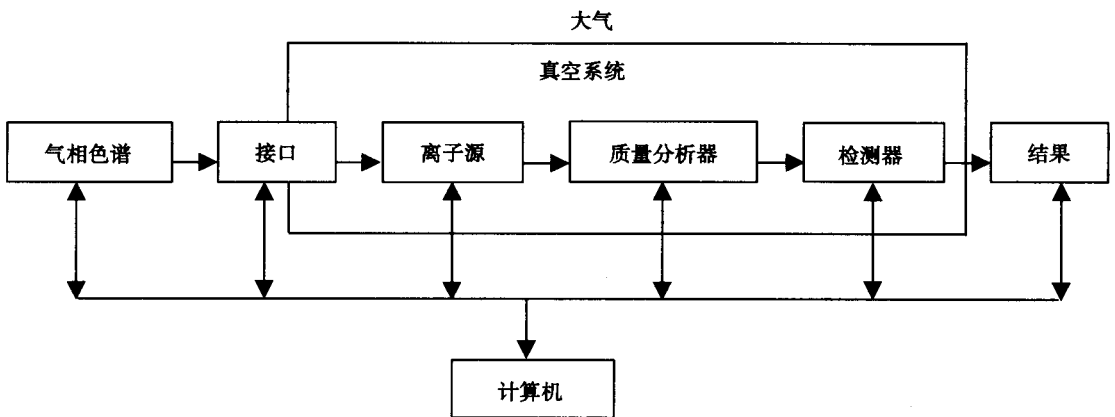 大气
真空系统
气相色谱
接口
离子源
质量分析器
检测器
结果
计算机